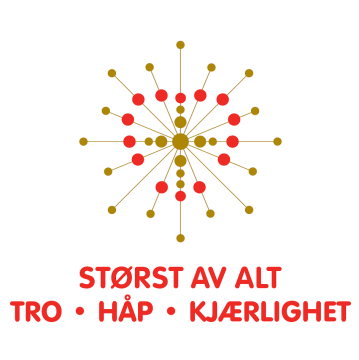 STØRST AV ALT
TRO • HÅP • KJÆRLIGHET